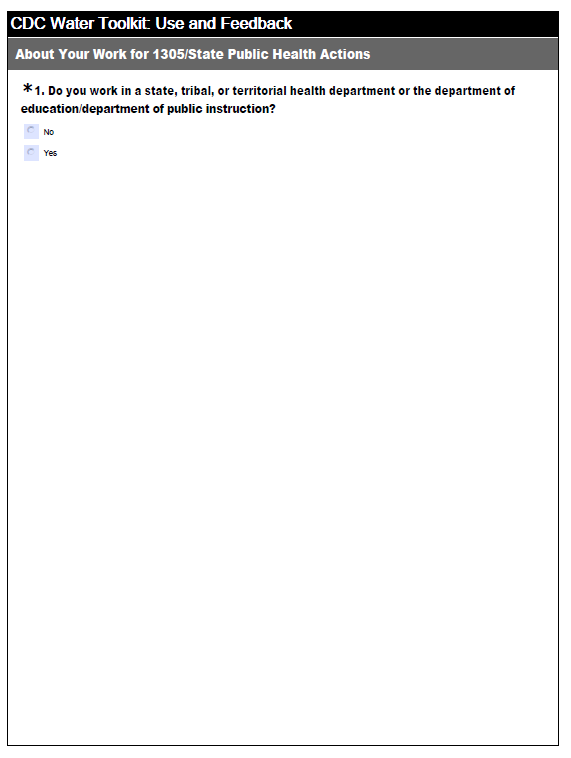 CDC Water Toolkit: Use and Feedback
About Your Work for 1305/State Public Health Actions
*1. Do you work in a state, tribal, or territorial health department or the department of
education/department of public instruction?
No
Yes